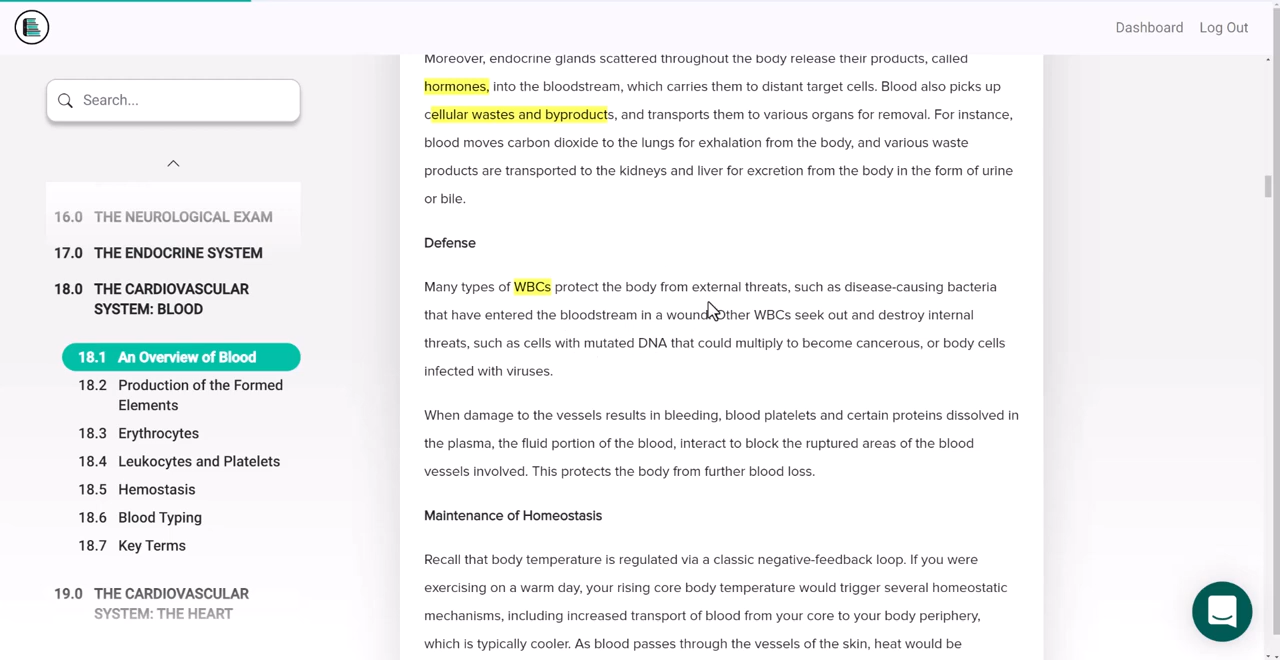 Dashboard Log Out
Search...
16.0 THE NEUROLOGICAL EXAM
17.0 THE ENDOCRINE SYSTEM
18.0 THE CARDIOVASCULAR
SYSTEM: BLOOD
18.1 An Overview of Blood
18.2 Production of the Formed
Elements
18.3 Erythrocytes
18.4 Leukocytes and Platelets
18.5 Hemostasis
18.6 Blood Typing
18.7 Key Terms
19.0 THE CARDIOVASCULAR
SYSTEM: THE HEART
Moreover, endocrine glands scattered throughout the body release their products, called
hormones, into the bloodstream, which carries them to distant target cells. Blood also picks up
cellular wastes and byproducts, and transports them to various organs for removal. For instance,
blood moves carbon dioxide to the lungs for exhalation from the body, and various waste
products are transported to the kidneys and liver for excretion from the body in the form of urine
or bile.
Defense
Many types of WBCs protect the body from external threats, such as disease-causing bacteria
that have entered the bloodstream in a wound. Other WBCs seek out and destroy internal
threats, such as cells with mutated DNA that could multiply to become cancerous, or body cells
infected with viruses.
When damage to the vessels results in bleeding, blood platelets and certain proteins dissolved in
the plasma, the fluid portion of the blood, interact to block the ruptured areas of the blood
vessels involved. This protects the body from further blood loss.
Maintenance of Homeostasis
Recall that body temperature is regulated via a classic negative-feedback loop. If you were
exercising on a warm day, your rising core body temperature would trigger several homeostatic
mechanisms, including increased transport of blood from your core to your body periphery,
which is typically cooler. As blood passes through the vessels of the skin, heat would be